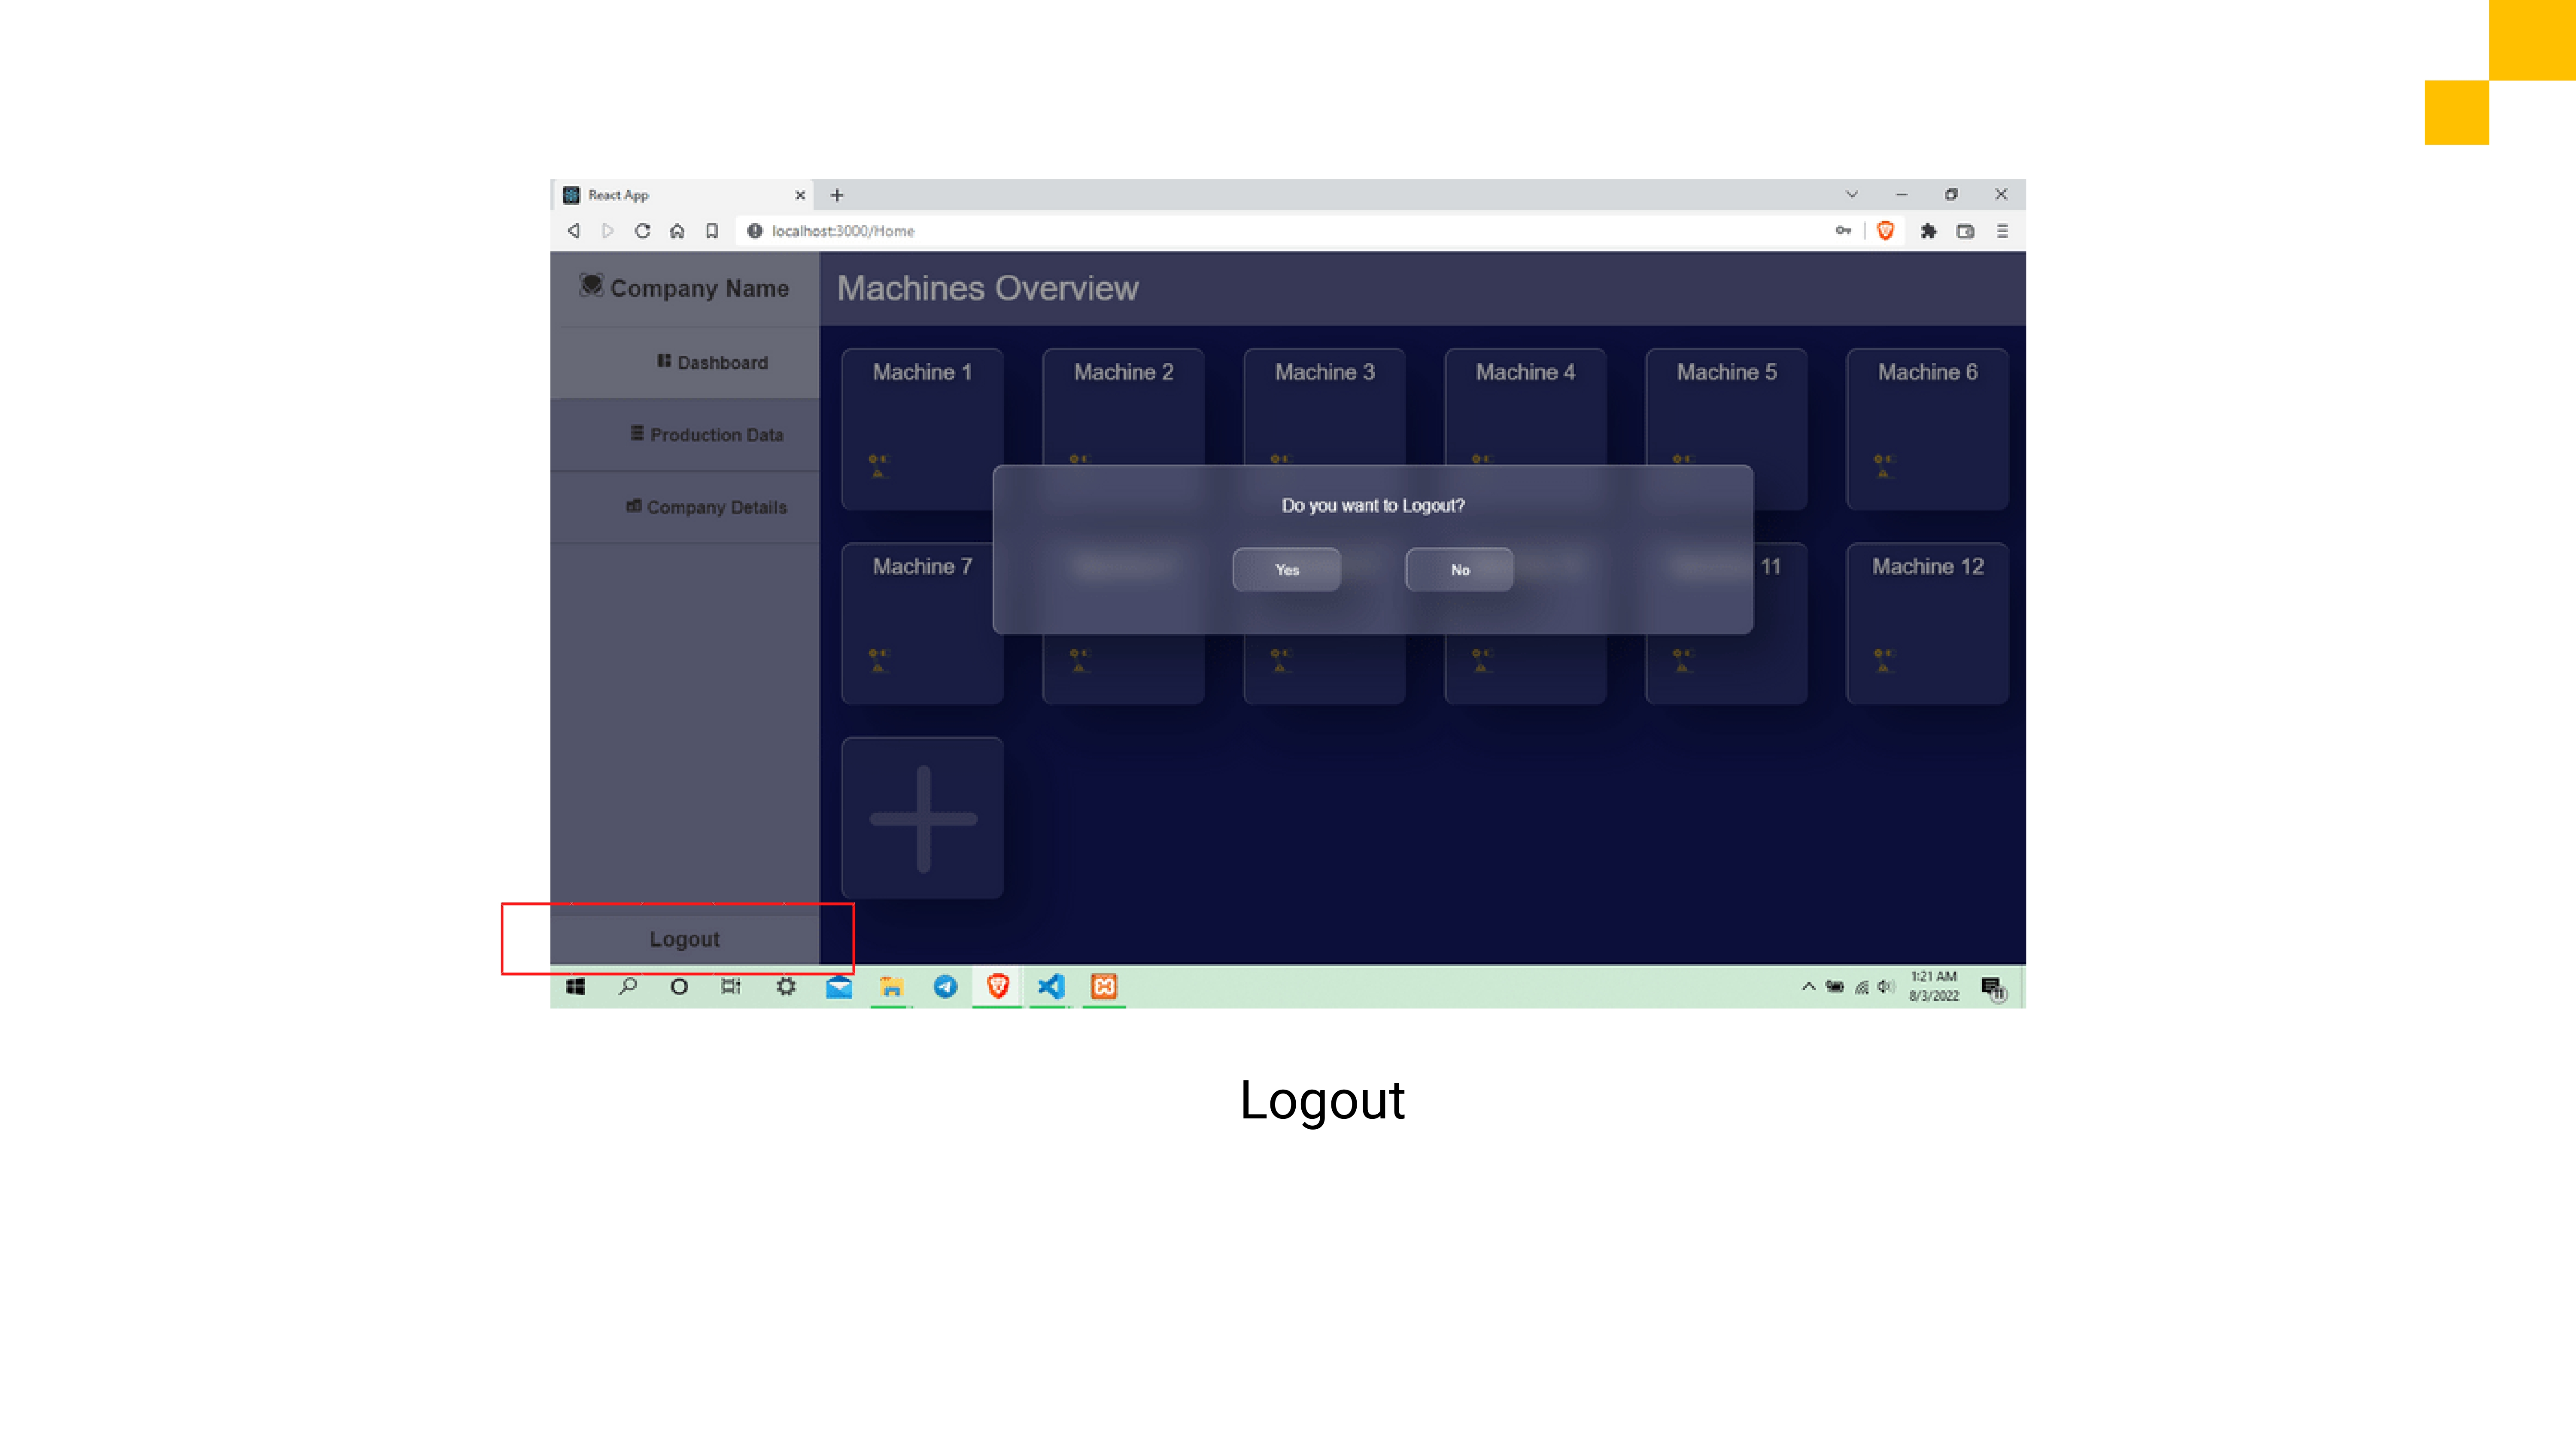 React App
localhost:3000/Home
Company Name
Machines Overview
Dashboard
Production Data
Company Details
Machine 1
Machine 2
Machine 3
Machine 4
Machine 5
Machine 6
Do you want to Logout?
Yes
No
Machine 7
11
Machine 12
Logout
1:21 AM
8/3/2022
Logout